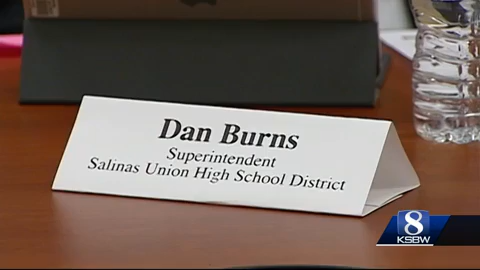 Dan Burns
Superintendent
Salinas Union High School District
8
KSBW